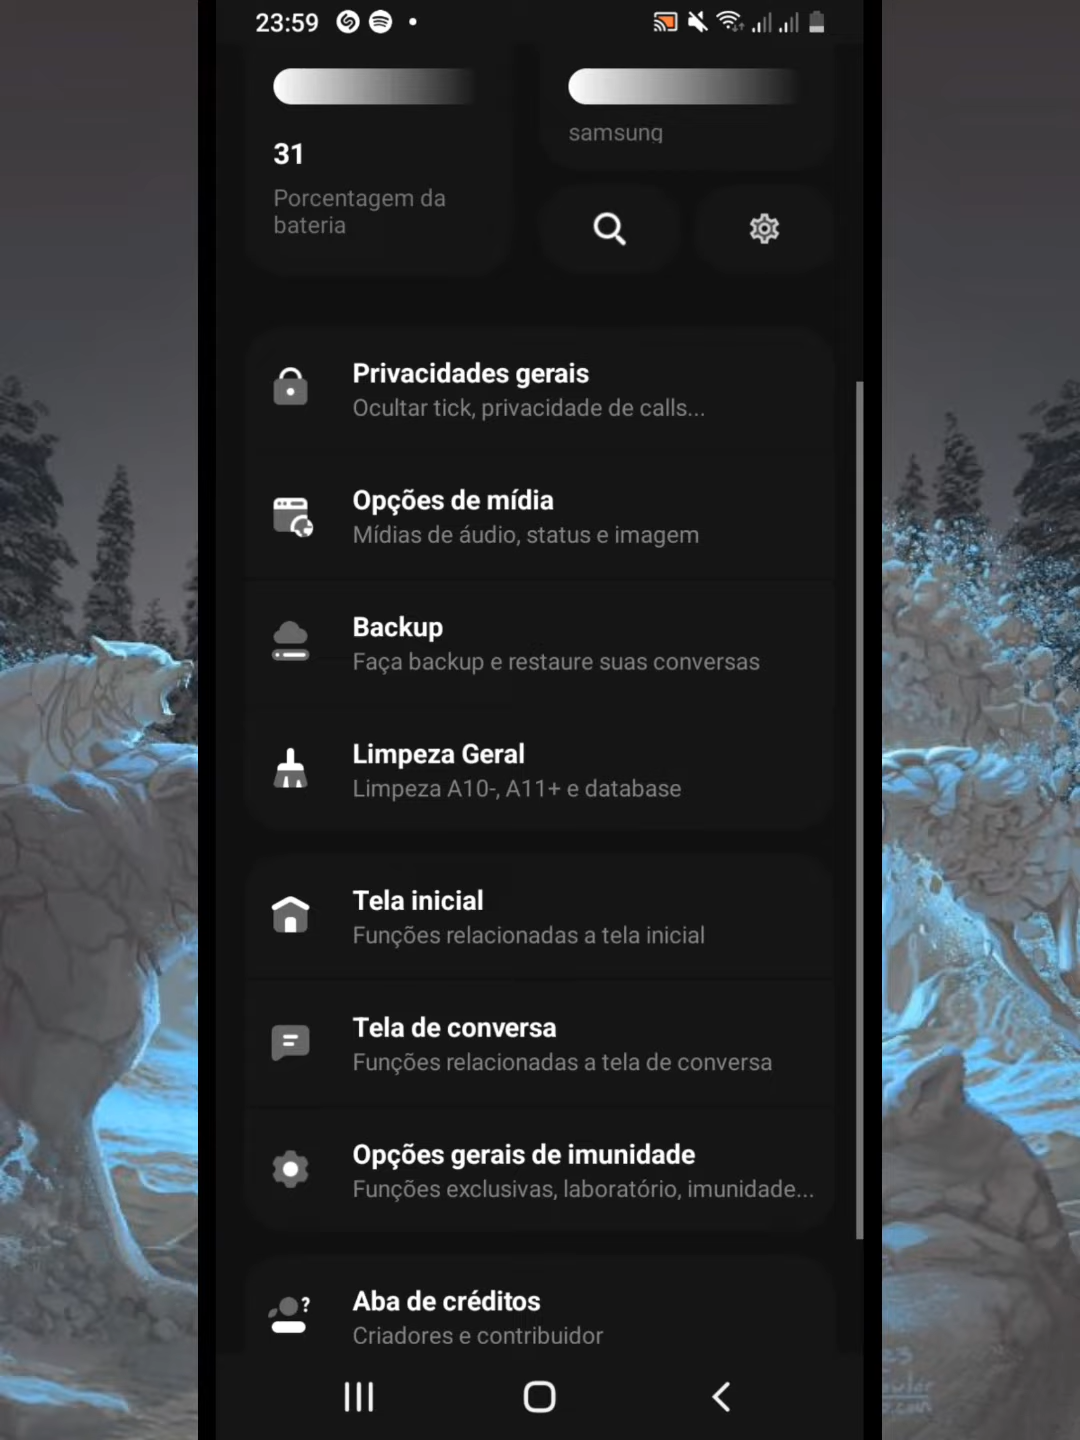 23:59
samsung
31
Porcentagem da
bateria
Privacidades gerais
Ocultar tick, privacidade de calls...
Opções de mídia
Mídias de áudio, status e imagem
Backup
Faça backup e restaure suas conversas
Limpeza Geral
Limpeza A10-, A11+ e database
Tela inicial
Funções relacionadas a tela inicial
Tela de conversa
Funções relacionadas a tela de conversa
Opções gerais de imunidade
Funções exclusivas, laboratório, imunidade...
Aba de créditos
Criadores e contribuidor